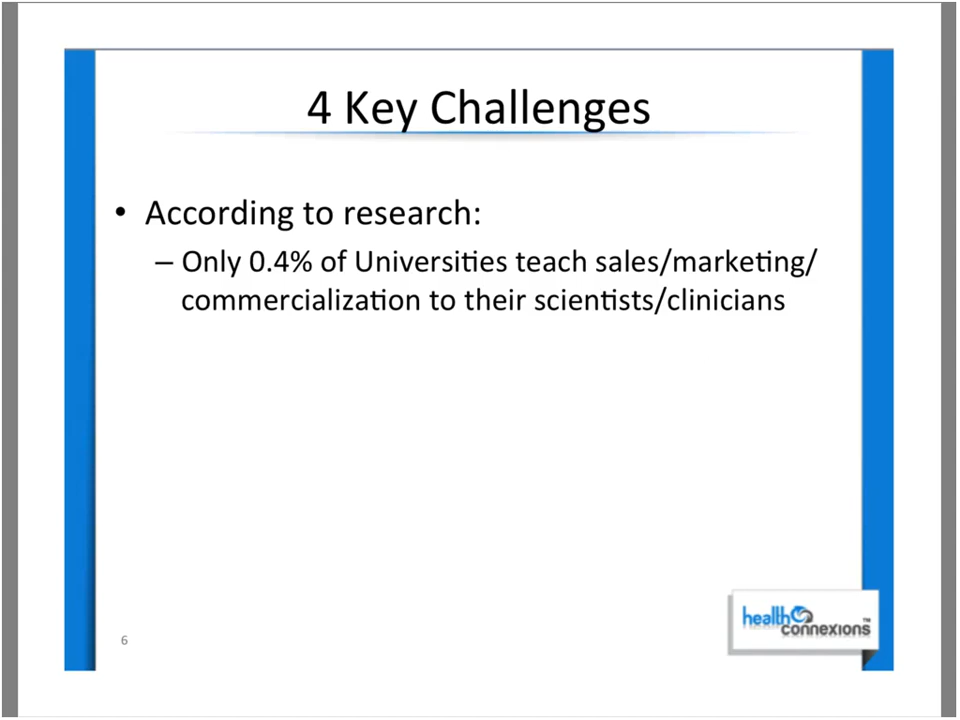 4 Key Challenges
• According to research:
– Only 0.4% of Universities teach sales/marketing/
commercialization to their scientists/clinicians
6
health
connexions™